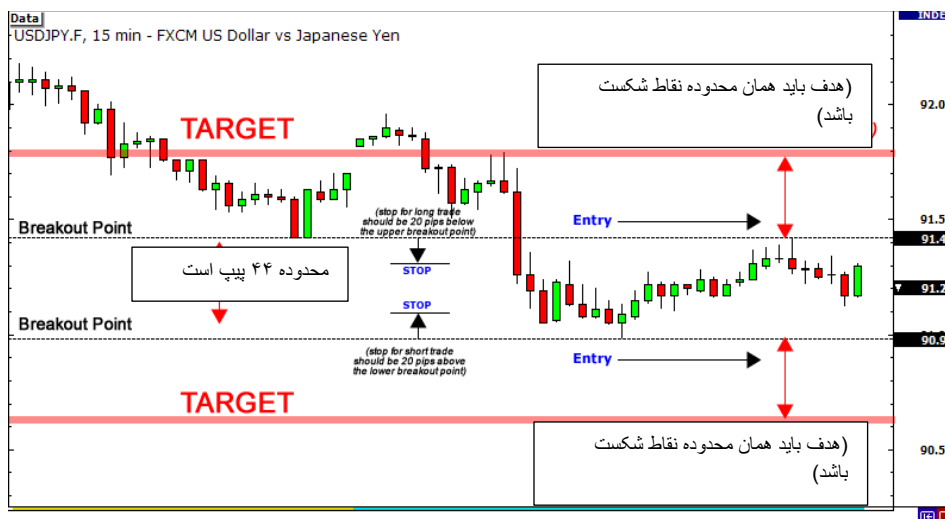 Data
INDE
USDJPY.F, 15 min - FXCM US Dollar vs Japanese Yen
(هدف باید همان محدوده نقاط شکست
باشد)
92.0
TARGET
)
(stop for long trade
should be 20 pips below
the upper breakout point)
Entry
91.5
Breakout Point
91.4
محدوده ۴۴ پیپ است
STOP
91.2
STOP
Breakout Point
(stop for short trade
should be 20 pips above
the lower breakout point)
90.9
Entry
TARGET
(هدف باید همان محدوده نقاط شکست
باشد)
90.5